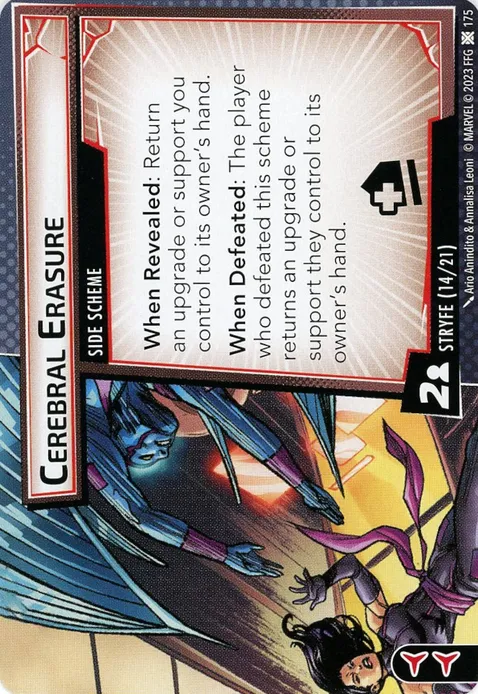 CEREBRAL ERASURE
SIDE SCHEME
When Revealed: Return
an upgrade or support you
control to its owner's hand.
When Defeated: The player
who defeated this scheme
returns an upgrade or
support they control to its
owner's hand.
2
STRYFE (14/21)
Ario Anindito & Annalisa Leoni © MARVEL © 2023 FFG 175